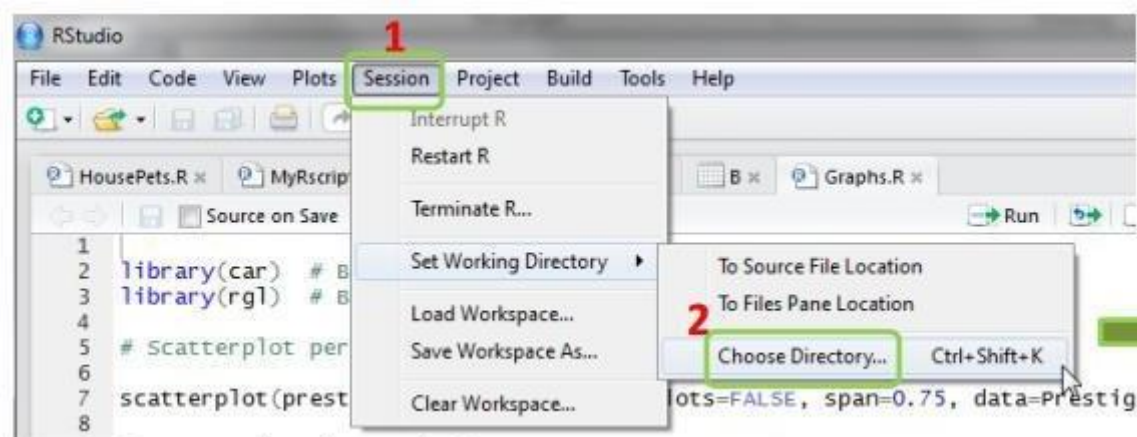 RStudio
1
File Edit Code View Plots Session Project Build Tools Help
Interrupt R
Restart R
Terminate R...
Set Working Directory
Load Workspace...
Save Workspace As...
Clear Workspace...
To Source File Location
To Files Pane Location
2
Choose Directory... Ctrl+Shift+K
HousePets.R MyRscrip B Graphs.R
Source on Save Run
1
2 library(car) # B
3 library(rgl) # B
4
5 # Scatterplot per
6
7 scatterplot(prest lots=FALSE, span=0.75, data=Prestig
8